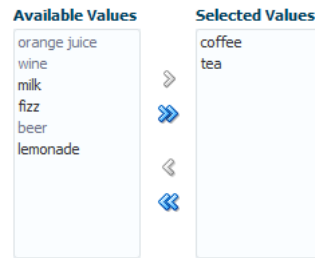 Available Values
orange juice
wine
milk
fizz
beer
lemonade
Selected Values
coffee
tea